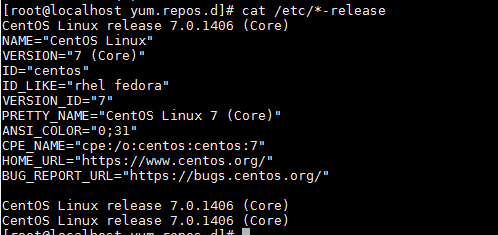 [root@localhost yum.repos.d]# cat /etc/*-release
CentOS Linux release 7.0.1406 (Core)
NAME="CentOS Linux"
VERSION="7 (Core)"
ID="centos"
ID_LIKE="rhel fedora"
VERSION_ID="7"
PRETTY_NAME="CentOS Linux 7 (Core)"
ANSI_COLOR="0;31"
CPE_NAME="cpe:/o:centos:centos:7"
HOME_URL="https://www.centos.org/"
BUG_REPORT_URL="https://bugs.centos.org/"
CentOS Linux release 7.0.1406 (Core)
CentOS Linux release 7.0.1406 (Core)
[root@localhost yum.repos.d]#